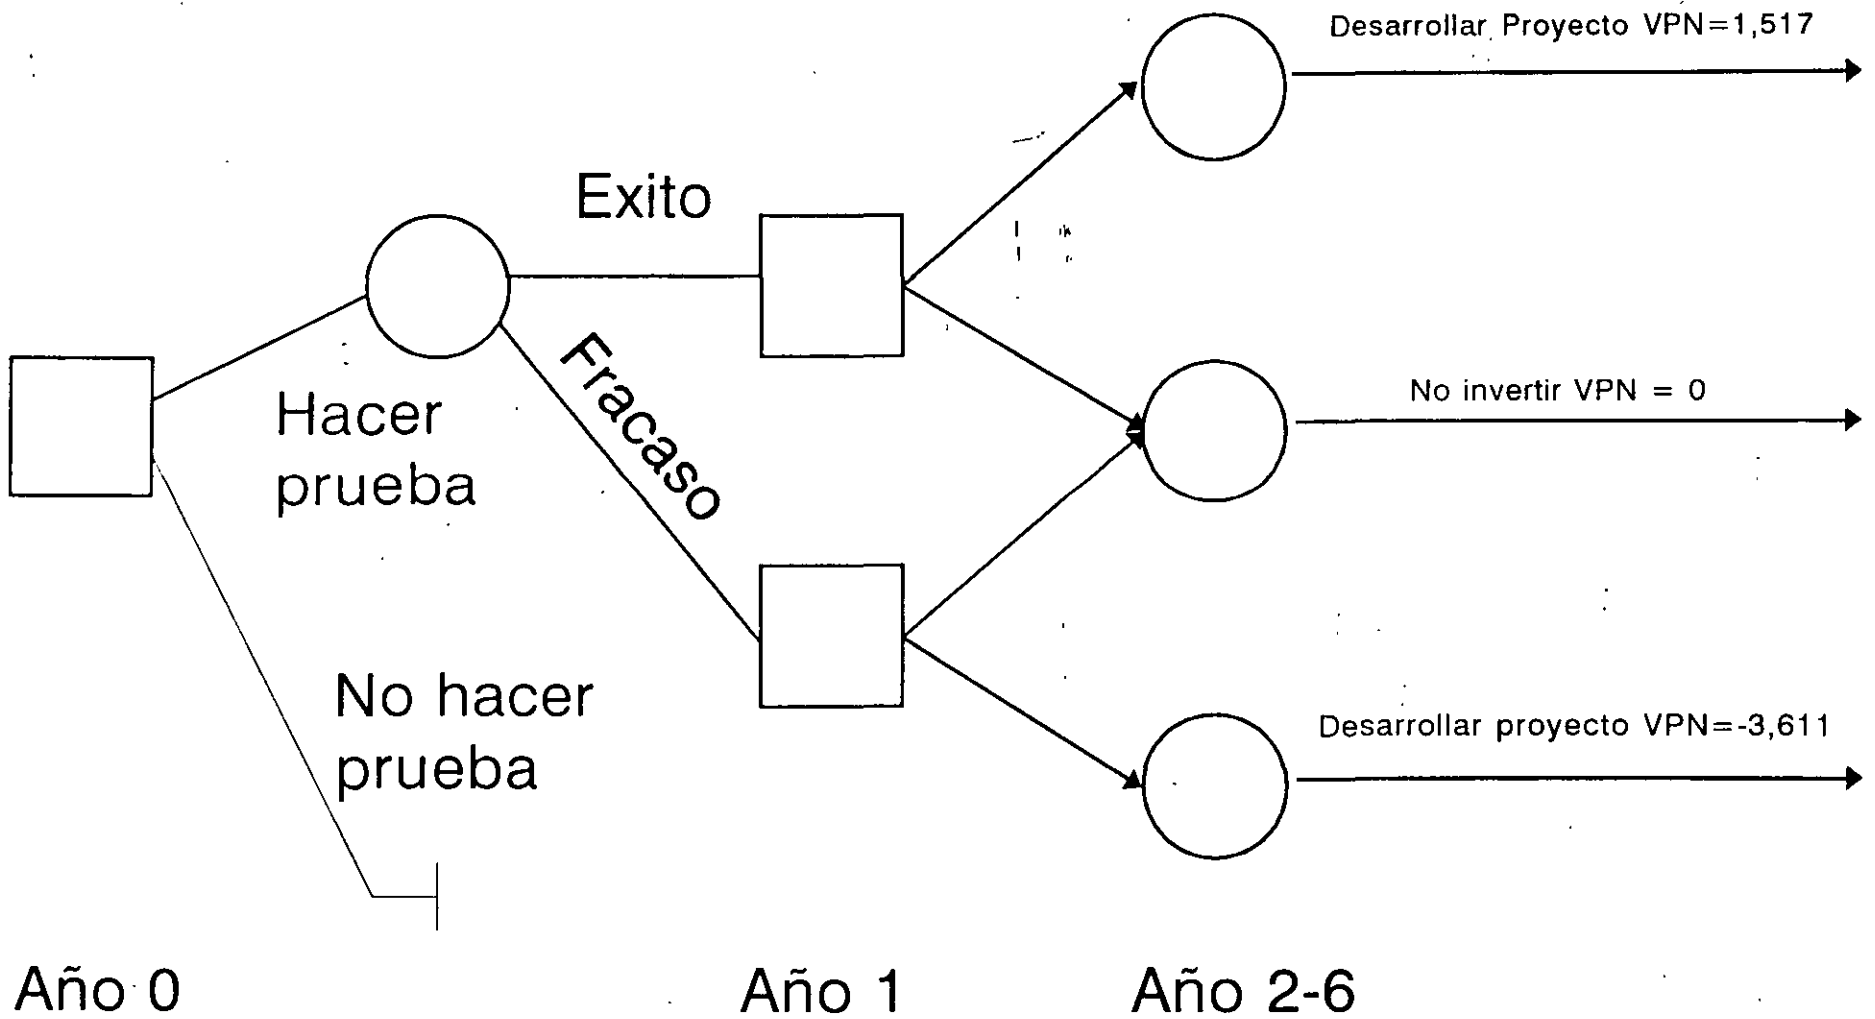 Desarrollar Proyecto VPN=1,517
Exito
Fracaso
Hacer
prueba
No invertir VPN = 0
No hacer
prueba
Desarrollar proyecto VPN=-3,611
Año 0
Año 1
Año 2-6